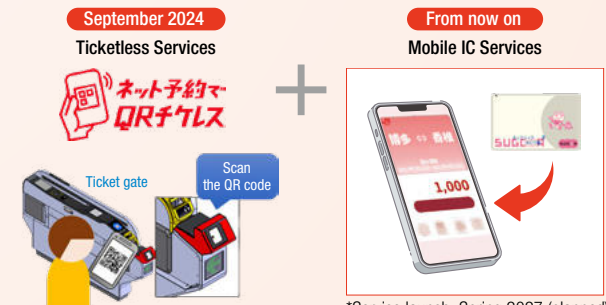 September 2024
Ticketless Services
ネット予約で
QRチケレス
Ticket gate
Scan
the QR code
+
From now on
Mobile IC Services
博多 ⇔ 香椎
1,000
SUGOCA